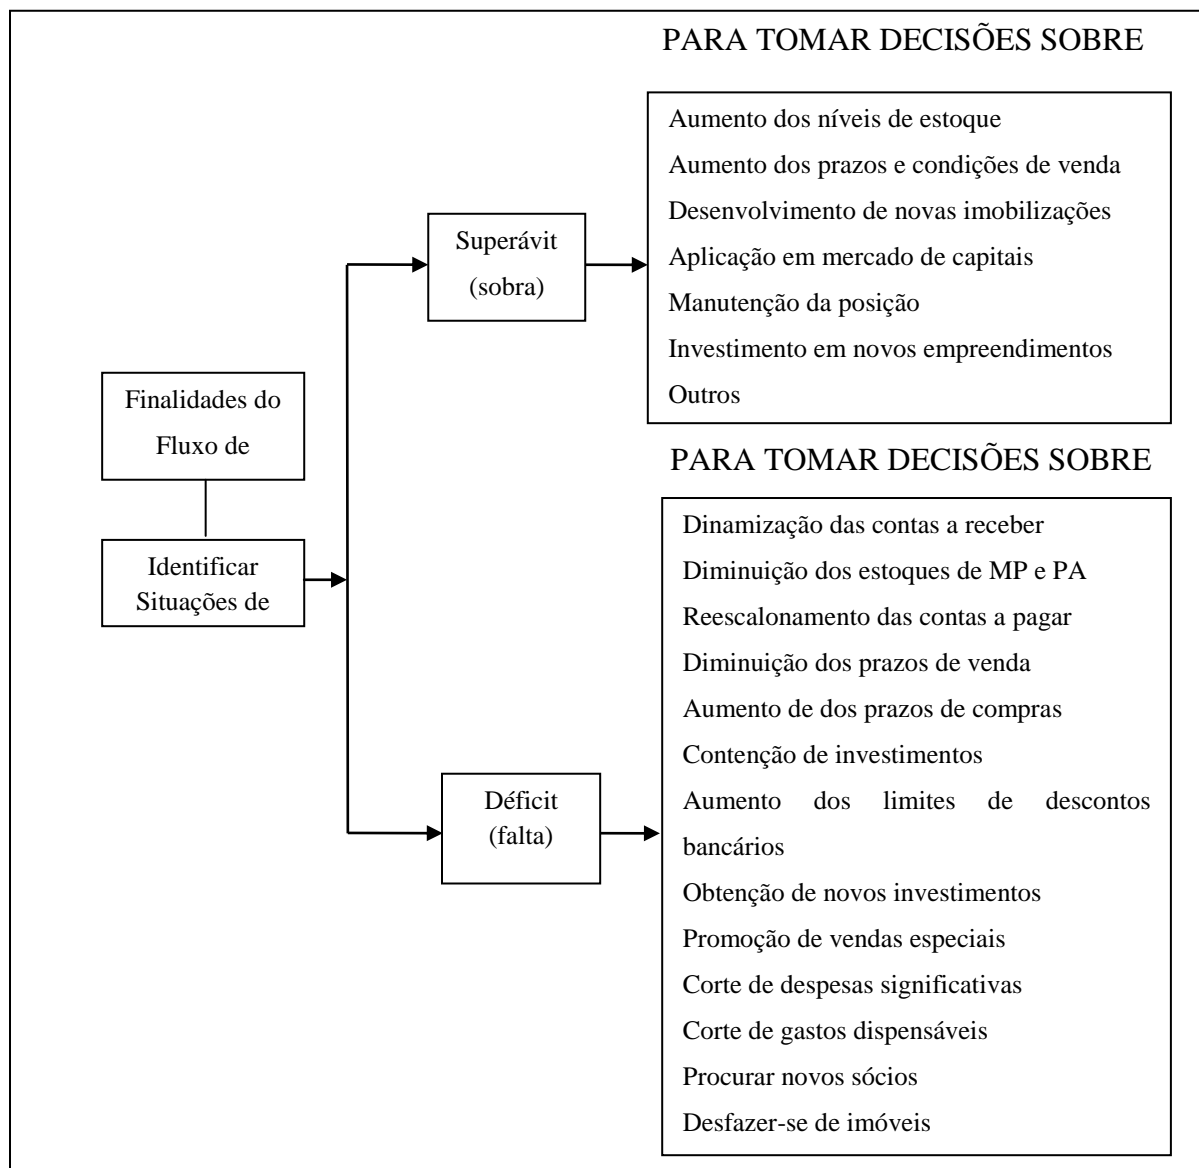 PARA TOMAR DECISÕES SOBRE
Aumento dos níveis de estoque
Aumento dos prazos e condições de venda
Desenvolvimento de novas imobilizações
Aplicação em mercado de capitais
Manutenção da posição
Investimento em novos empreendimentos
Outros
Superávit
(sobra)
Finalidades do
Fluxo de
Identificar
Situações de
PARA TOMAR DECISÕES SOBRE
Dinamização das contas a receber
Diminuição dos estoques de MP e PA
Reescalonamento das contas a pagar
Diminuição dos prazos de venda
Aumento de dos prazos de compras
Contenção de investimentos
Aumento dos limites de descontos
bancários
Obtenção de novos investimentos
Promoção de vendas especiais
Corte de despesas significativas
Corte de gastos dispensáveis
Procurar novos sócios
Desfazer-se de imóveis
Déficit
(falta)